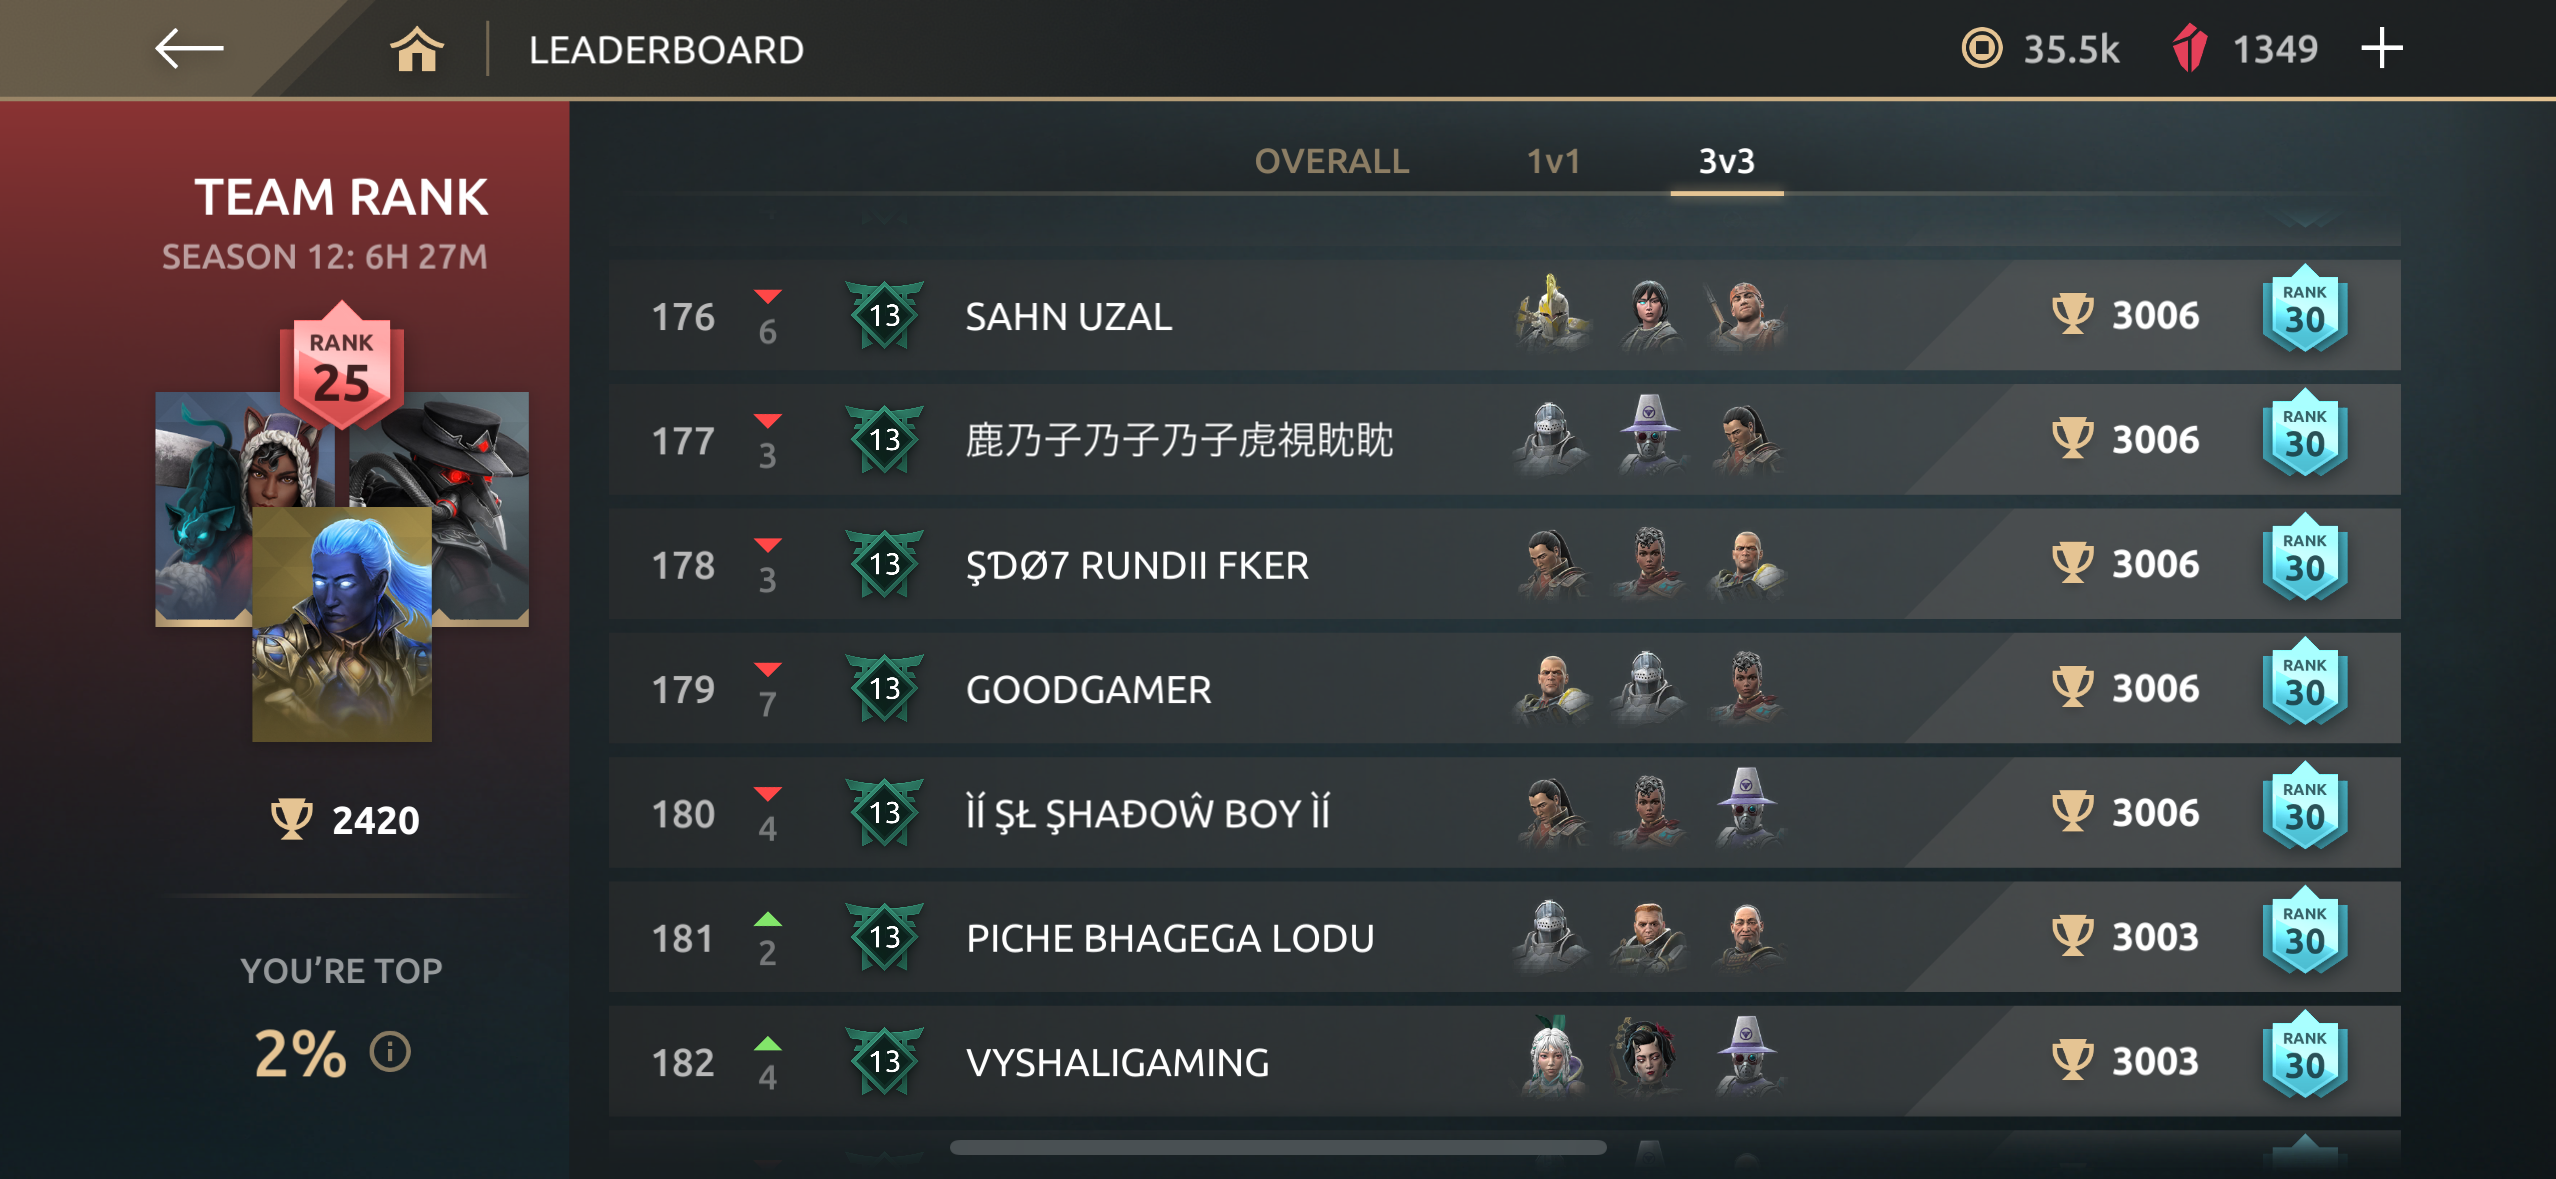 LEADERBOARD
35.5k
1349
TEAM RANK
SEASON 12: 6H 27M
RANK
25
2420
YOU'RE TOP
2%
OVERALL 1v1 3v3
176 6 13 SAHN UZAL 3006 RANK 30
177 3 13 鹿乃子乃子乃子虎視眈眈 3006 RANK 30
178 3 13 ŞƊØ7 RUNDII FKER 3006 RANK 30
179 7 13 GOODGAMER 3006 RANK 30
180 4 13 ÌÍ ŞŁ ŞHAĐOŴ BOY ÌÍ 3006 RANK 30
181 2 13 PICHE BHAGEGA LODU 3003 RANK 30
182 4 13 VYSHALIGAMING 3003 RANK 30